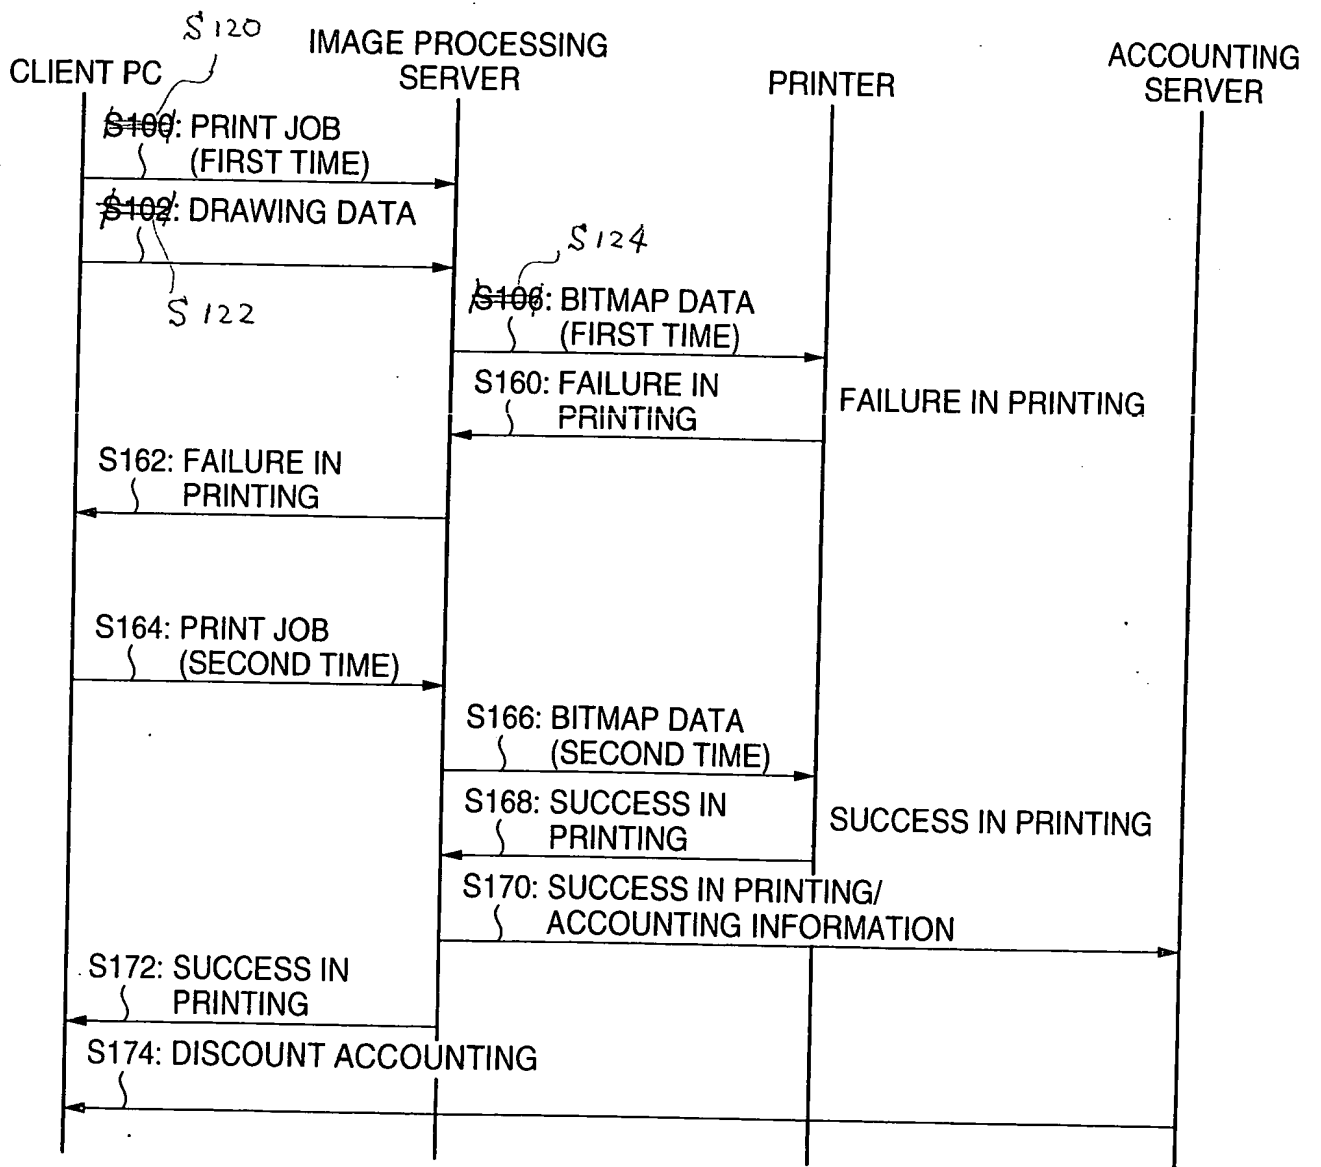 S120
CLIENT PC
IMAGE PROCESSING
SERVER
PRINTER
ACCOUNTING
SERVER
S100: PRINT JOB
(FIRST TIME)
S102: DRAWING DATA
S122
S124
S106: BITMAP DATA
(FIRST TIME)
S160: FAILURE IN
PRINTING
FAILURE IN PRINTING
S162: FAILURE IN
PRINTING
S164: PRINT JOB
(SECOND TIME)
S166: BITMAP DATA
(SECOND TIME)
S168: SUCCESS IN
PRINTING
SUCCESS IN PRINTING
S170: SUCCESS IN PRINTING/
ACCOUNTING INFORMATION
S172: SUCCESS IN
PRINTING
S174: DISCOUNT ACCOUNTING